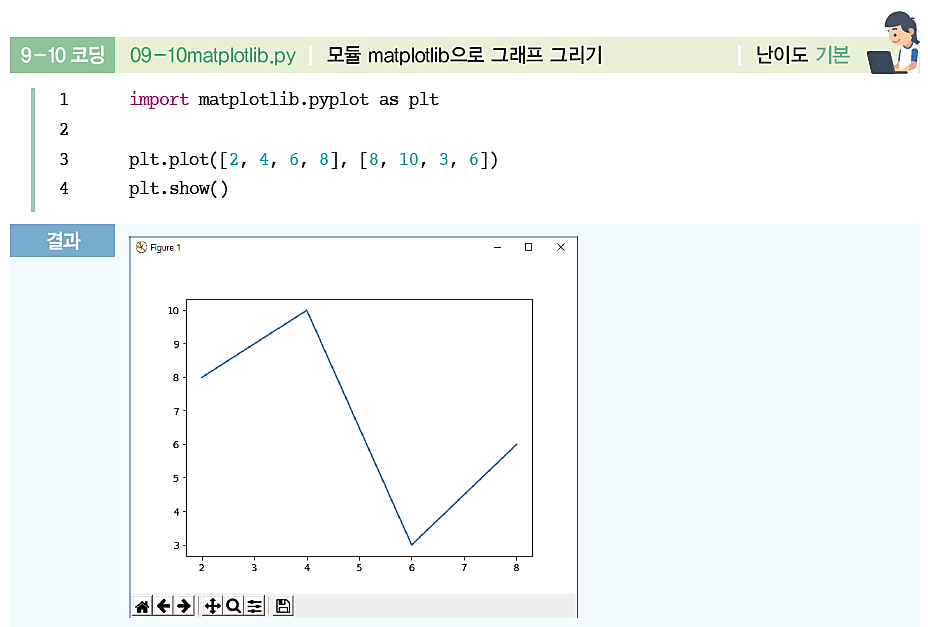 9-10 코딩 09-10matplotlib.py 모듈 matplotlib으로 그래프 그리기 난이도 기본
1 import matplotlib.pyplot as plt
2
3 plt.plot([2, 4, 6, 8], [8, 10, 3, 6])
4 plt.show()
결과
Figure 1
10
9
8
7
6
5
4
3
2 3 4 5 6 7 8